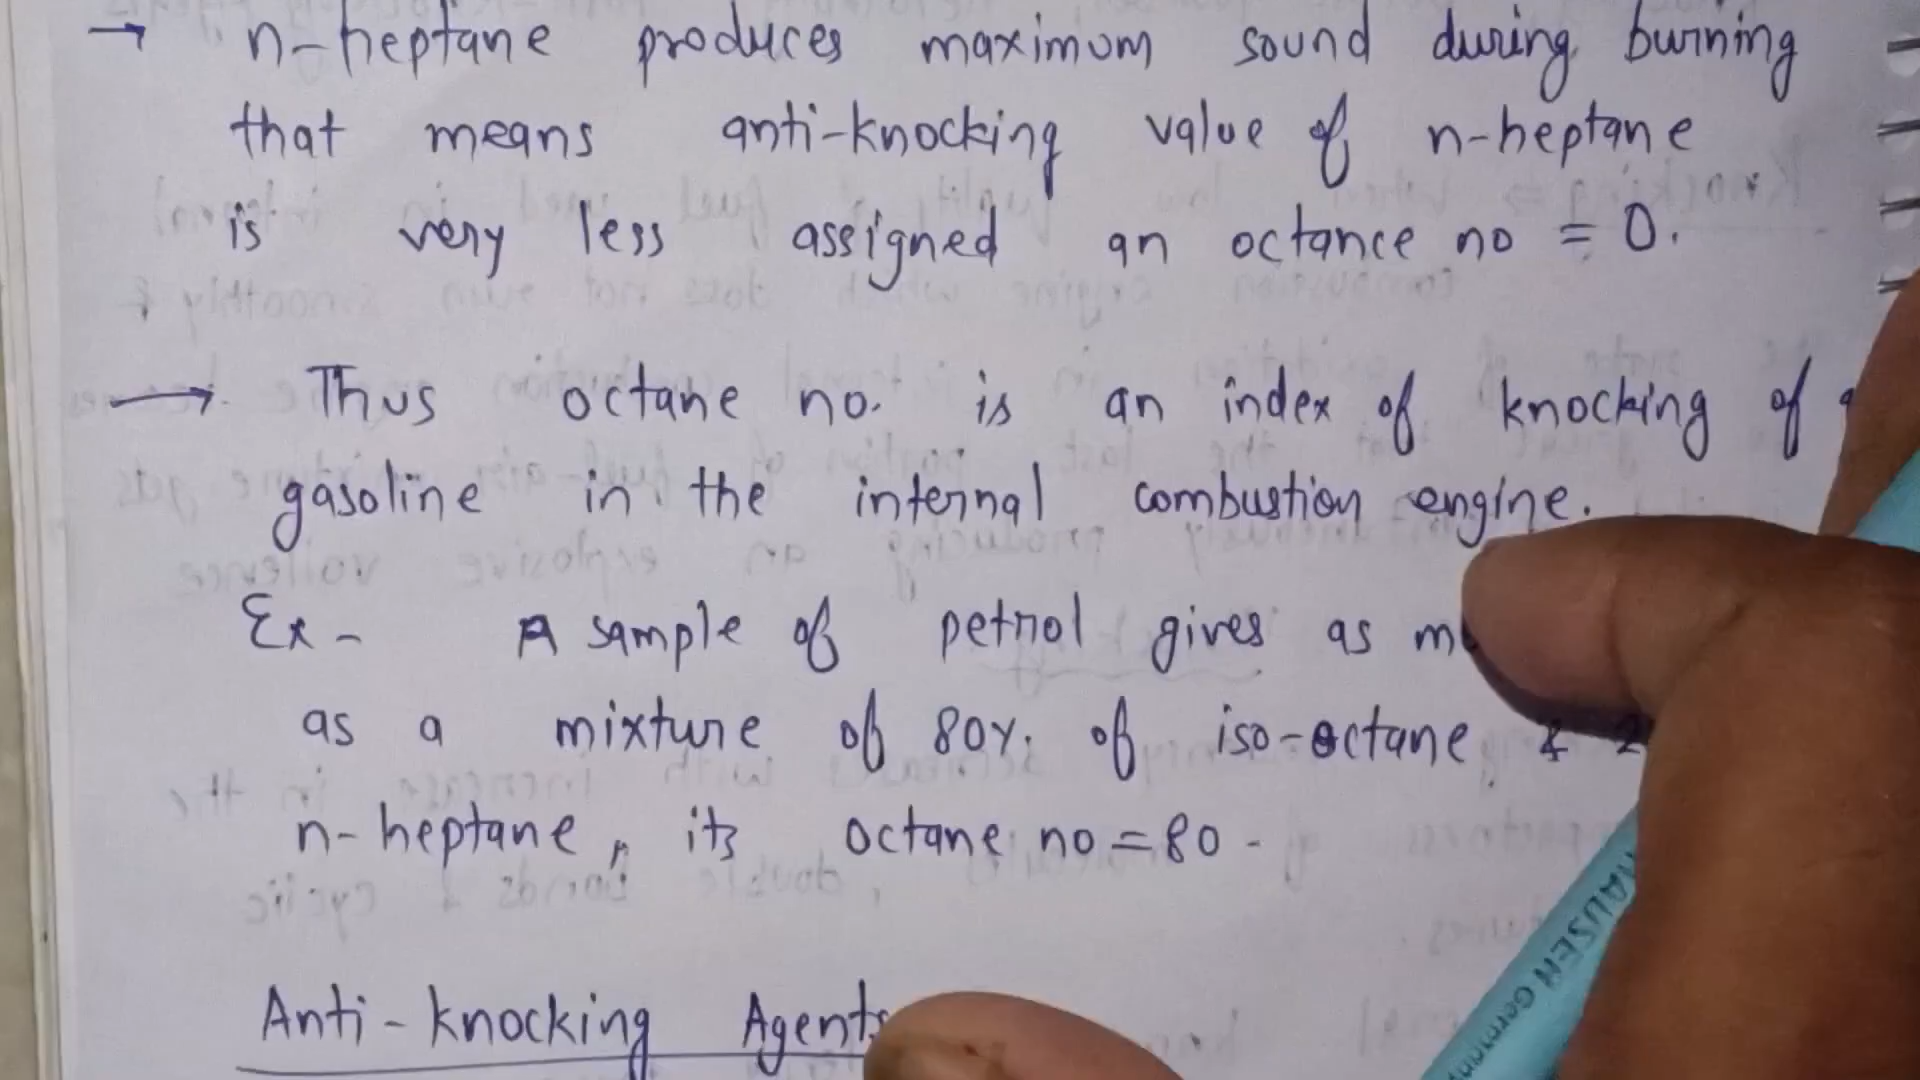 → n-heptane produces maximum sound during burning
that means anti-knocking value of n-heptane
is very less assigned an octance no = 0.
→ Thus octane no. is an index of knocking of
gasoline in the internal combustion engine.
Ex - A sample of petrol gives as
as a mixture of 80%. of iso-octane &
n-heptane, its octane no = 80 -
Anti-knocking Agents